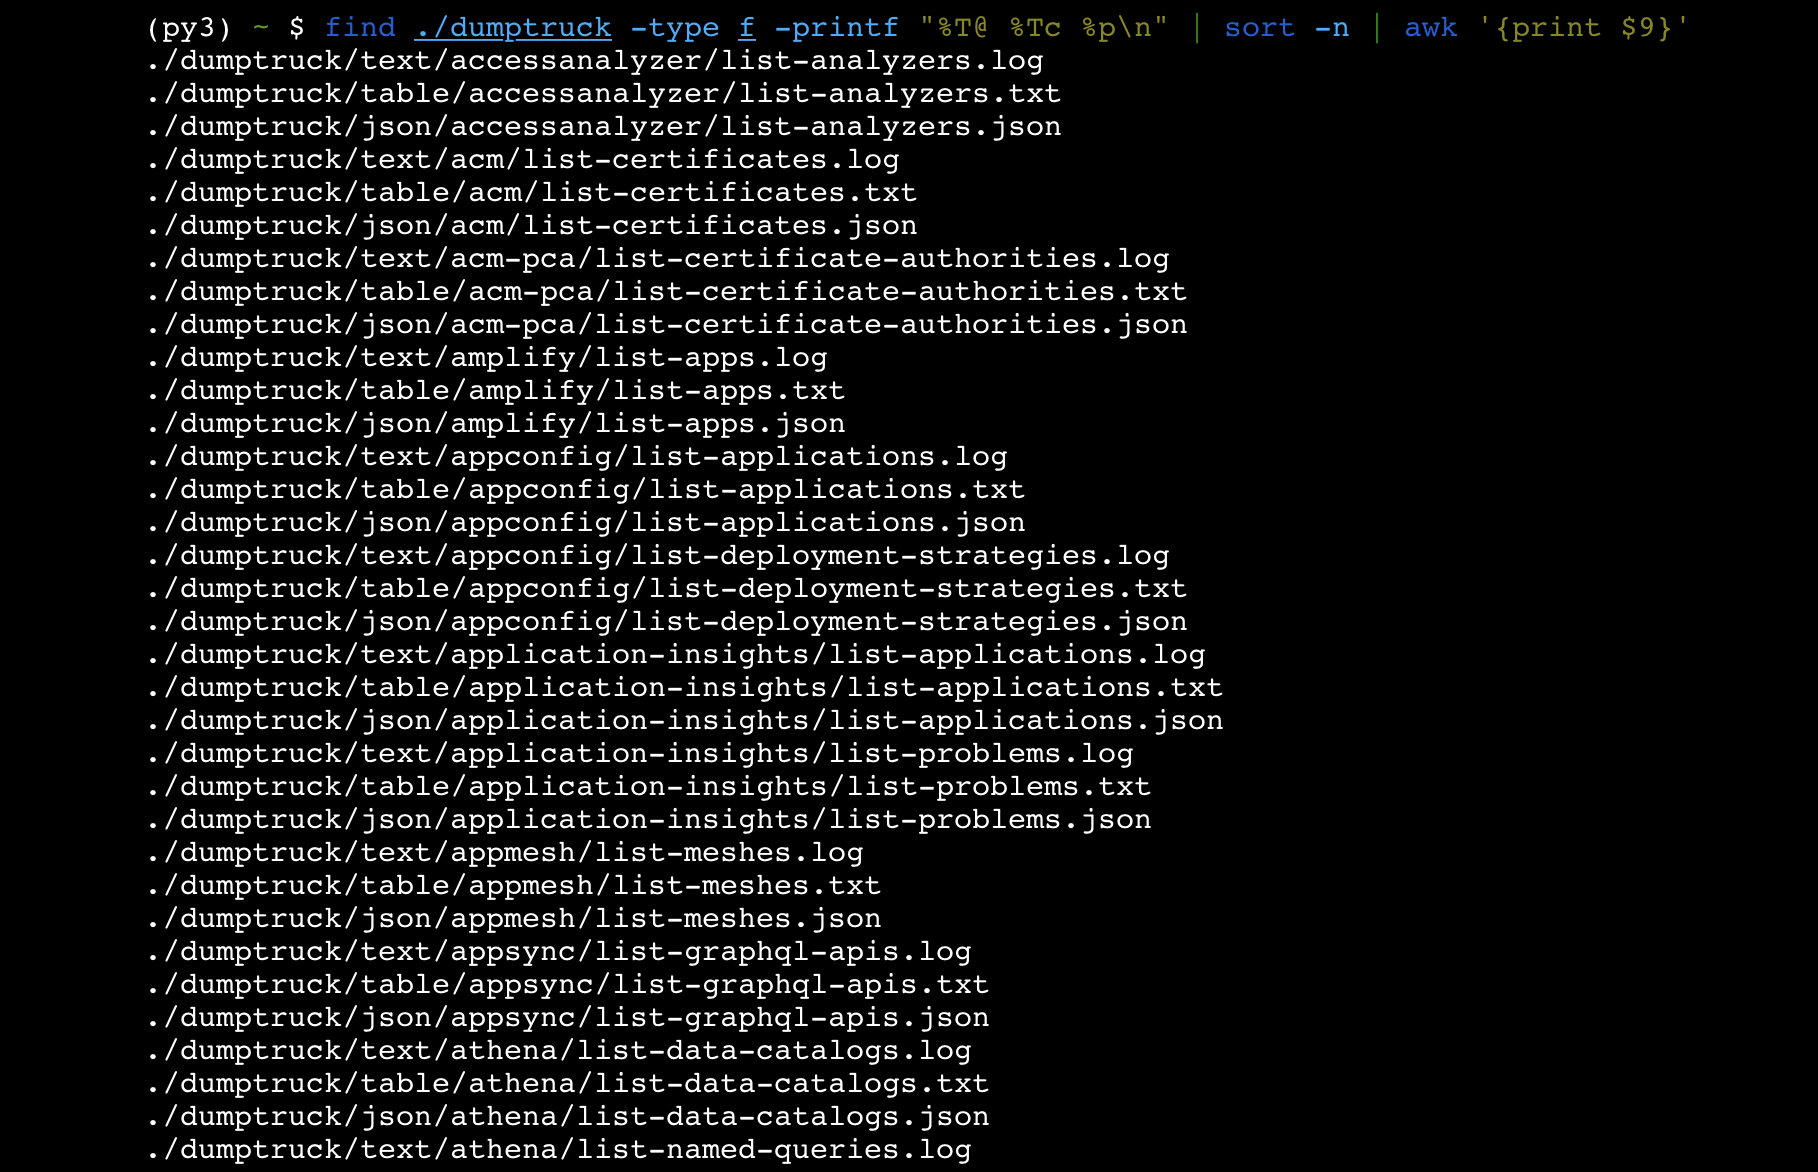 (py3) ~ $ find ./dumptruck -type f -printf "%T@ %Tc %p\n" | sort -n | awk '{print $9}'
./dumptruck/text/accessanalyzer/list-analyzers.log
./dumptruck/table/accessanalyzer/list-analyzers.txt
./dumptruck/json/accessanalyzer/list-analyzers.json
./dumptruck/text/acm/list-certificates.log
./dumptruck/table/acm/list-certificates.txt
./dumptruck/json/acm/list-certificates.json
./dumptruck/text/acm-pca/list-certificate-authorities.log
./dumptruck/table/acm-pca/list-certificate-authorities.txt
./dumptruck/json/acm-pca/list-certificate-authorities.json
./dumptruck/text/amplify/list-apps.log
./dumptruck/table/amplify/list-apps.txt
./dumptruck/json/amplify/list-apps.json
./dumptruck/text/appconfig/list-applications.log
./dumptruck/table/appconfig/list-applications.txt
./dumptruck/json/appconfig/list-applications.json
./dumptruck/text/appconfig/list-deployment-strategies.log
./dumptruck/table/appconfig/list-deployment-strategies.txt
./dumptruck/json/appconfig/list-deployment-strategies.json
./dumptruck/text/application-insights/list-applications.log
./dumptruck/table/application-insights/list-applications.txt
./dumptruck/json/application-insights/list-applications.json
./dumptruck/text/application-insights/list-problems.log
./dumptruck/table/application-insights/list-problems.txt
./dumptruck/json/application-insights/list-problems.json
./dumptruck/text/appmesh/list-meshes.log
./dumptruck/table/appmesh/list-meshes.txt
./dumptruck/json/appmesh/list-meshes.json
./dumptruck/text/appsync/list-graphql-apis.log
./dumptruck/table/appsync/list-graphql-apis.txt
./dumptruck/json/appsync/list-graphql-apis.json
./dumptruck/text/athena/list-data-catalogs.log
./dumptruck/table/athena/list-data-catalogs.txt
./dumptruck/json/athena/list-data-catalogs.json
./dumptruck/text/athena/list-named-queries.log